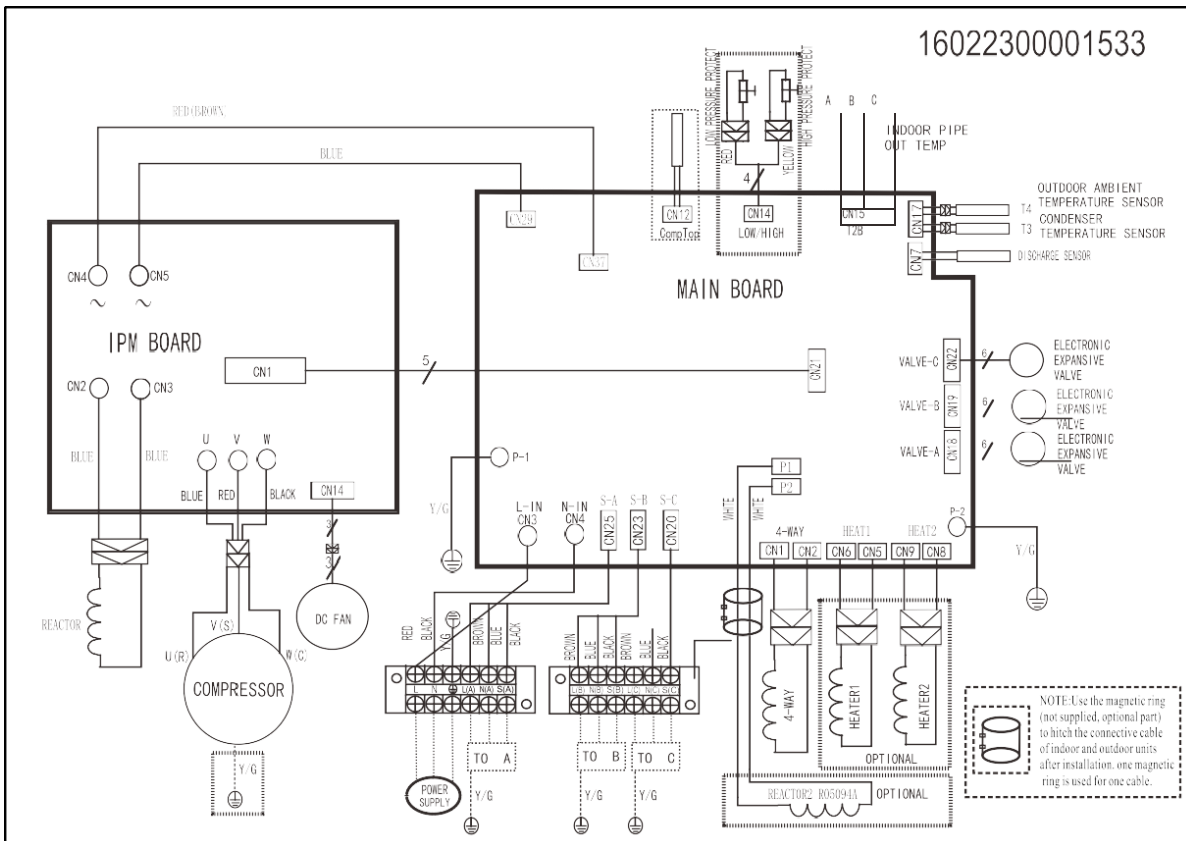 16022300001533
RED(BROWN)
BLUE
LOW PRESSURE PROTECT
HIGH PRESSURE PROTECT
RED
YELLOW
4
CN12
CompTop
CN14
LOW/HIGH
A B C
INDOOR PIPE
OUT TEMP
CN15
T2B
CN17
T4
OUTDOOR AMBIENT
TEMPERATURE SENSOR
T3
CONDENSER
TEMPERATURE SENSOR
CN7
DISCHARGE SENSOR
CN29
CN37
MAIN BOARD
CN4
CN5
~
~
IPM BOARD
CN1
5
CN21
CN2
CN3
BLUE
BLUE
U V W
BLUE
RED
BLACK
CN14
3
3
DC FAN
REACTOR
V(S)
U(R)
W(C)
COMPRESSOR
Y/G
VALVE-C
CN22
6
ELECTRONIC
EXPANSIVE
VALVE
VALVE-B
CN19
6
ELECTRONIC
EXPANSIVE
VALVE
VALVE-A
CN18
6
ELECTRONIC
EXPANSIVE
VALVE
P-1
Y/G
L-IN
CN3
N-IN
CN4
S-A
CN25
S-B
CN23
S-C
CN20
P1
P2
WHITE
WHITE
4-WAY
CN1
CN2
HEAT1
CN6
CN5
HEAT2
CN9
CN8
P-2
Y/G
RED
BLACK
Y/G
BROWN
BLUE
BLACK
L N L(A) N(A) S(A)
BROWN
BLUE
BLACK
BROWN
BLUE
BLACK
L(B) N(B) S(B) L(C) N(C) S(C)
POWER
SUPPLY
TO A
Y/G
TO B
Y/G
TO C
Y/G
4-WAY
HEATER1
HEATER2
OPTIONAL
REACTOR2 R05094A
OPTIONAL
NOTE:Use the magnetic ring
(not supplied, optional part)
to hitch the connective cable
of indoor and outdoor units
after installation. one magnetic
ring is used for one cable.